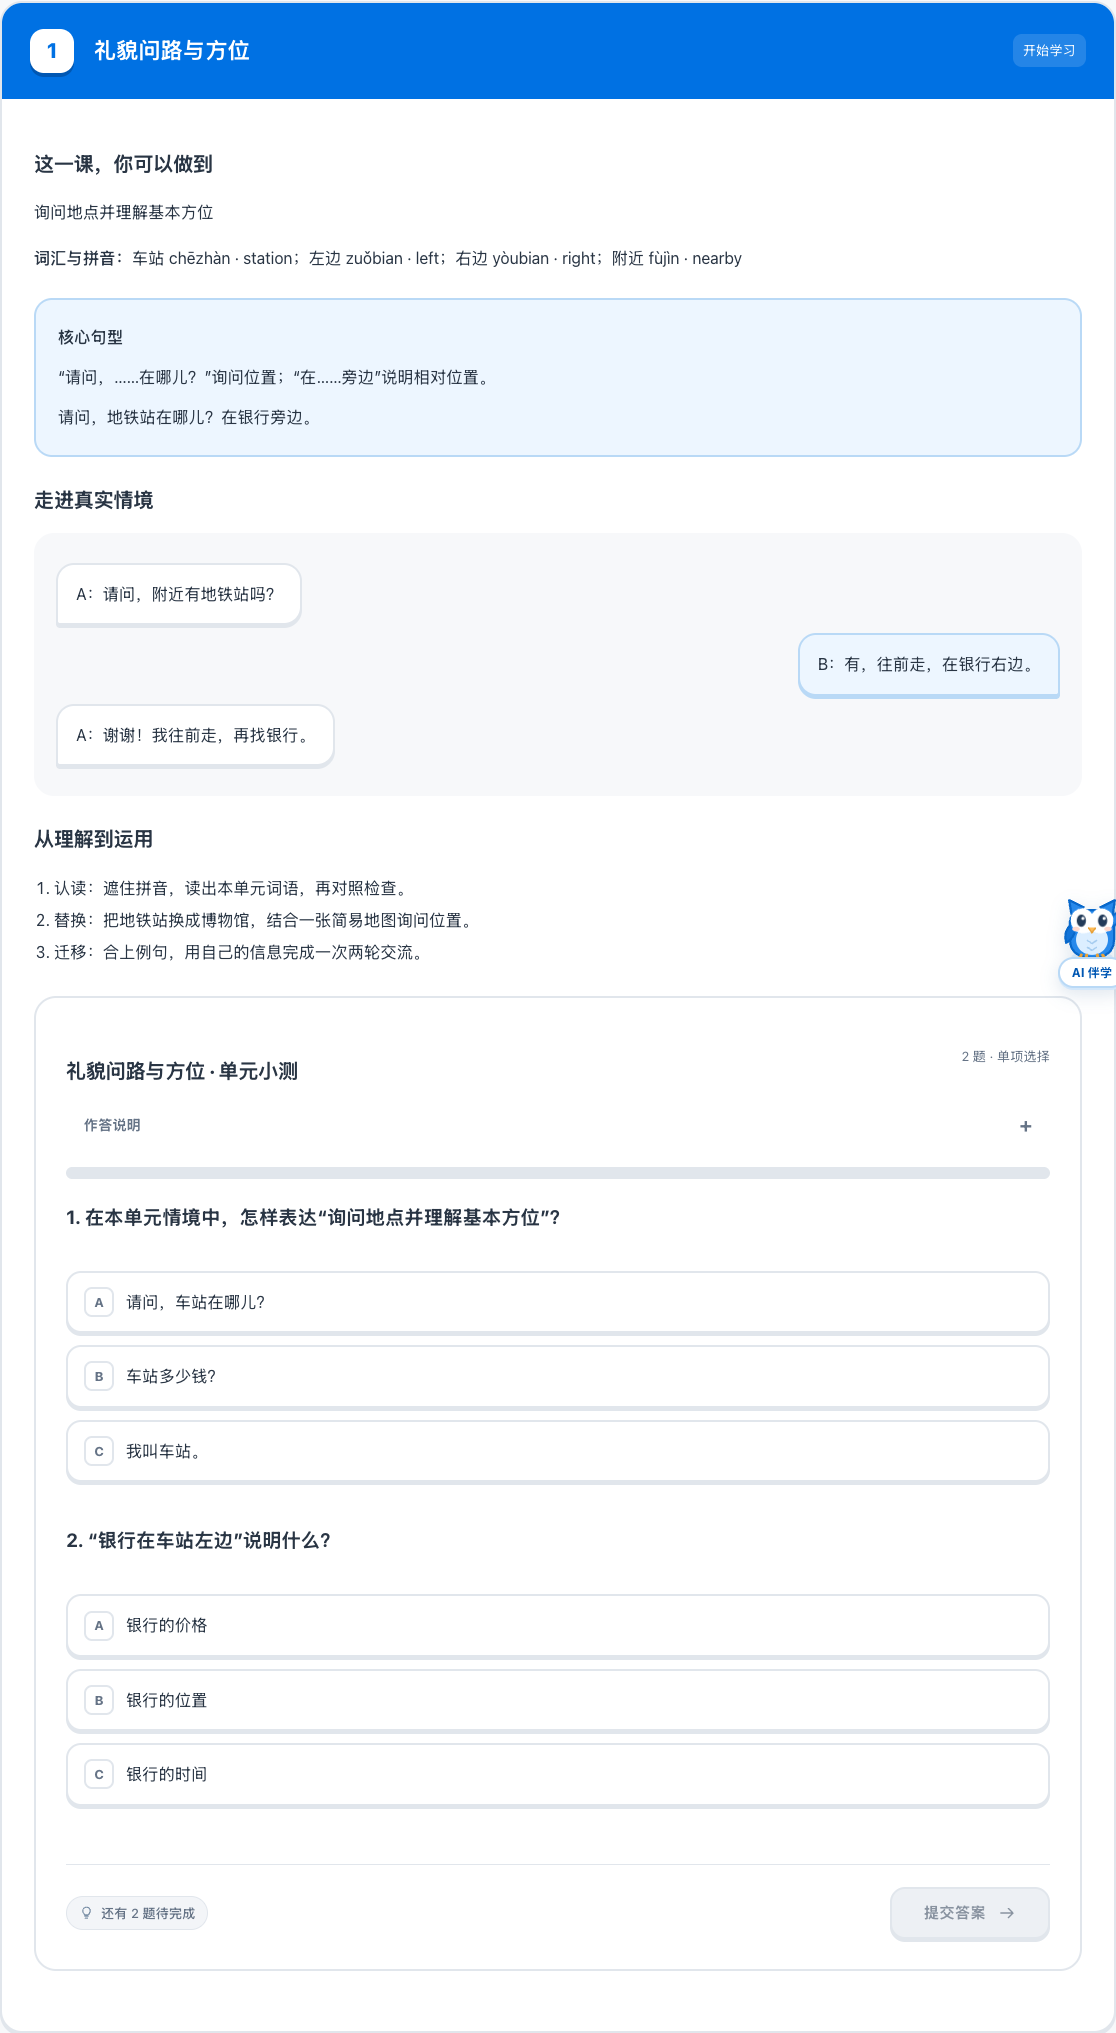 1
礼貌问路与方位
开始学习
这一课，你可以做到
询问地点并理解基本方位
词汇与拼音：车站 chēzhàn · station；左边 zuǒbian · left；右边 yòubian · right；附近 fùjìn · nearby
核心句型
“请问，……在哪儿？”询问位置；“在……旁边”说明相对位置。
请问，地铁站在哪儿？在银行旁边。
走进真实情境
A：请问，附近有地铁站吗？
B：有，往前走，在银行右边。
A：谢谢！我往前走，再找银行。
从理解到运用
1. 认读：遮住拼音，读出本单元词语，再对照检查。
2. 替换：把地铁站换成博物馆，结合一张简易地图询问位置。
3. 迁移：合上例句，用自己的信息完成一次两轮交流。
AI 伴学
2 题 · 单项选择
礼貌问路与方位 · 单元小测
作答说明
+
1. 在本单元情境中，怎样表达“询问地点并理解基本方位”？
A 请问，车站在哪儿？
B 车站多少钱？
C 我叫车站。
2. “银行在车站左边”说明什么？
A 银行的价格
B 银行的位置
C 银行的时间
还有 2 题待完成
提交答案 →